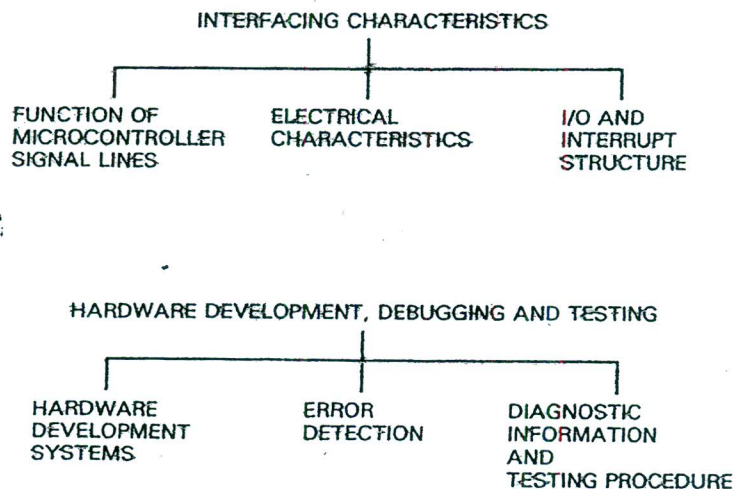 INTERFACING CHARACTERISTICS
FUNCTION OF
MICROCONTROLLER
SIGNAL LINES
ELECTRICAL
CHARACTERISTICS
I/O AND
INTERRUPT
STRUCTURE
HARDWARE DEVELOPMENT, DEBUGGING AND TESTING
HARDWARE
DEVELOPMENT
SYSTEMS
ERROR
DETECTION
DIAGNOSTIC
INFORMATION
AND
TESTING PROCEDURE